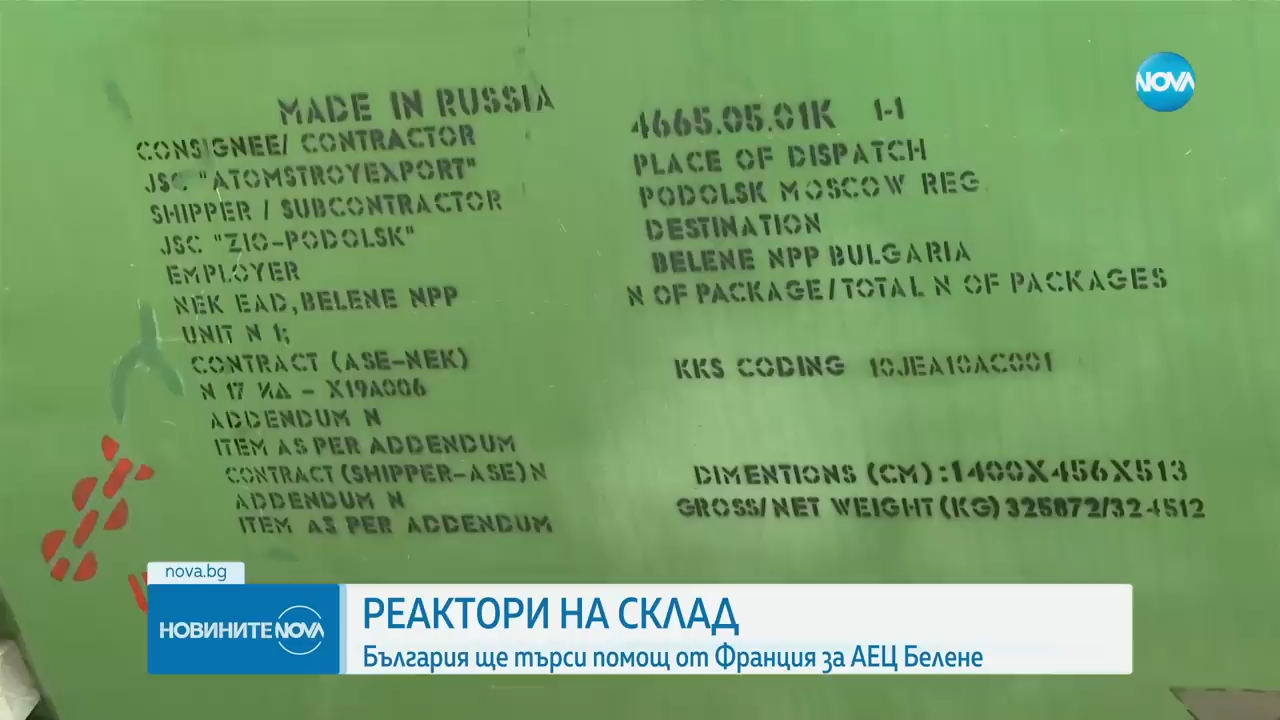 NOVA
MADE IN RUSSIA
CONSIGNEE/ CONTRACTOR
JSC "ATOMSTROYEXPORT"
SHIPPER / SUBCONTRACTOR
JSC "ZIO-PODOLSK"
EMPLOYER
NEK EAD, BELENE NPP
UNIT N 1;
CONTRACT (ASE-NEK)
N 17 ИД - X19A006
ADDENDUM N
ITEM AS PER ADDENDUM
CONTRACT (SHIPPER-ASE) N
ADDENDUM N
ITEM AS PER ADDENDUM
4665.05.01K 1-1
PLACE OF DISPATCH
PODOLSK MOSCOW REG.
DESTINATION
BELENE NPP BULGARIA
N OF PACKAGE/TOTAL N OF PACKAGES
KKS CODING 10JEA10AC001
DIMENTIONS (CM):1400X456X513
GROSS/NET WEIGHT (KG) 325872/324512
nova.bg
НОВИНИТЕ NOVA
РЕАКТОРИ НА СКЛАД
България ще търси помощ от Франция за АЕЦ Белене